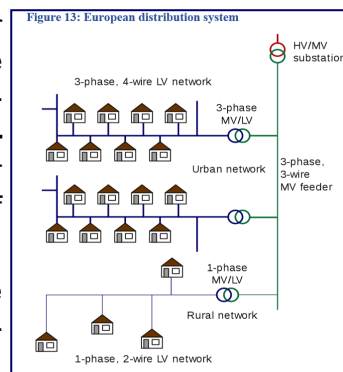 Figure 13: European distribution system
HV/MV
substation
3-phase, 4-wire LV network
3-phase
MV/LV
Urban network
3-phase,
3-wire
MV feeder
1-phase
MV/LV
Rural network
1-phase, 2-wire LV network